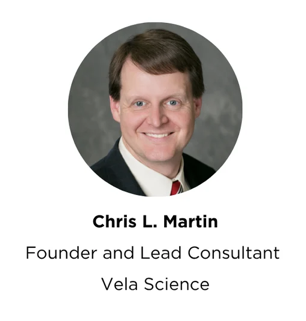 Chris L. Martin
Founder and Lead Consultant
Vela Science